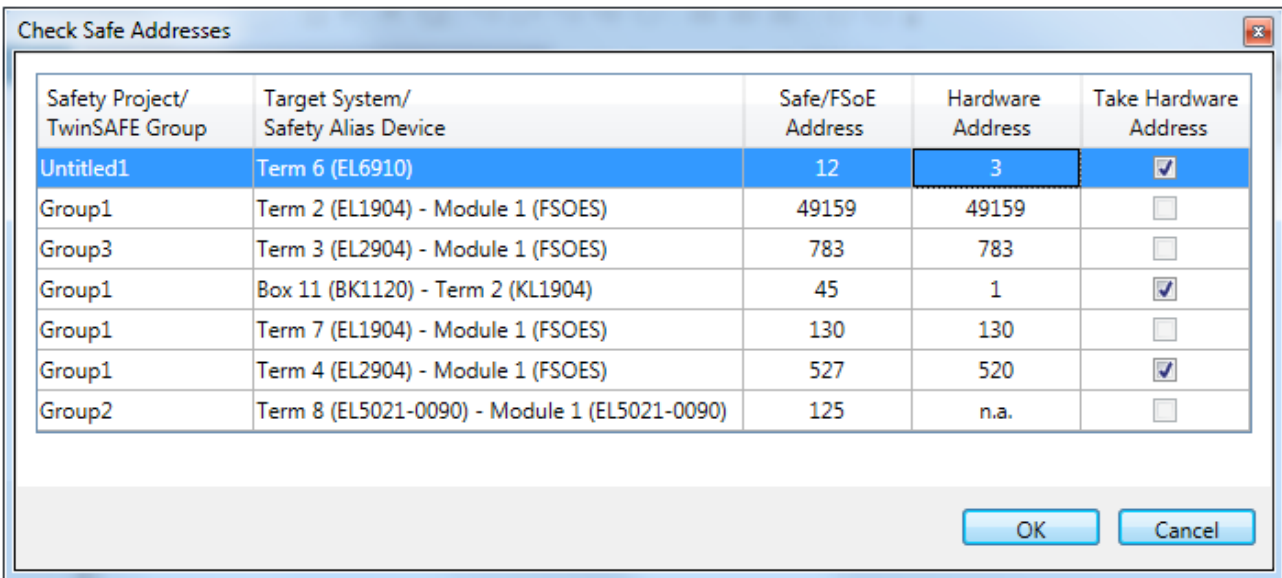 Check Safe Addresses
Safety Project/ Target System/ Safe/FSoE Hardware Take Hardware
TwinSAFE Group Safety Alias Device Address Address Address
Untitled1 Term 6 (EL6910) 12 3
Group1 Term 2 (EL1904) - Module 1 (FSOES) 49159 49159
Group3 Term 3 (EL2904) - Module 1 (FSOES) 783 783
Group1 Box 11 (BK1120) - Term 2 (KL1904) 45 1
Group1 Term 7 (EL1904) - Module 1 (FSOES) 130 130
Group1 Term 4 (EL2904) - Module 1 (FSOES) 527 520
Group2 Term 8 (EL5021-0090) - Module 1 (EL5021-0090) 125 n.a.
OK Cancel